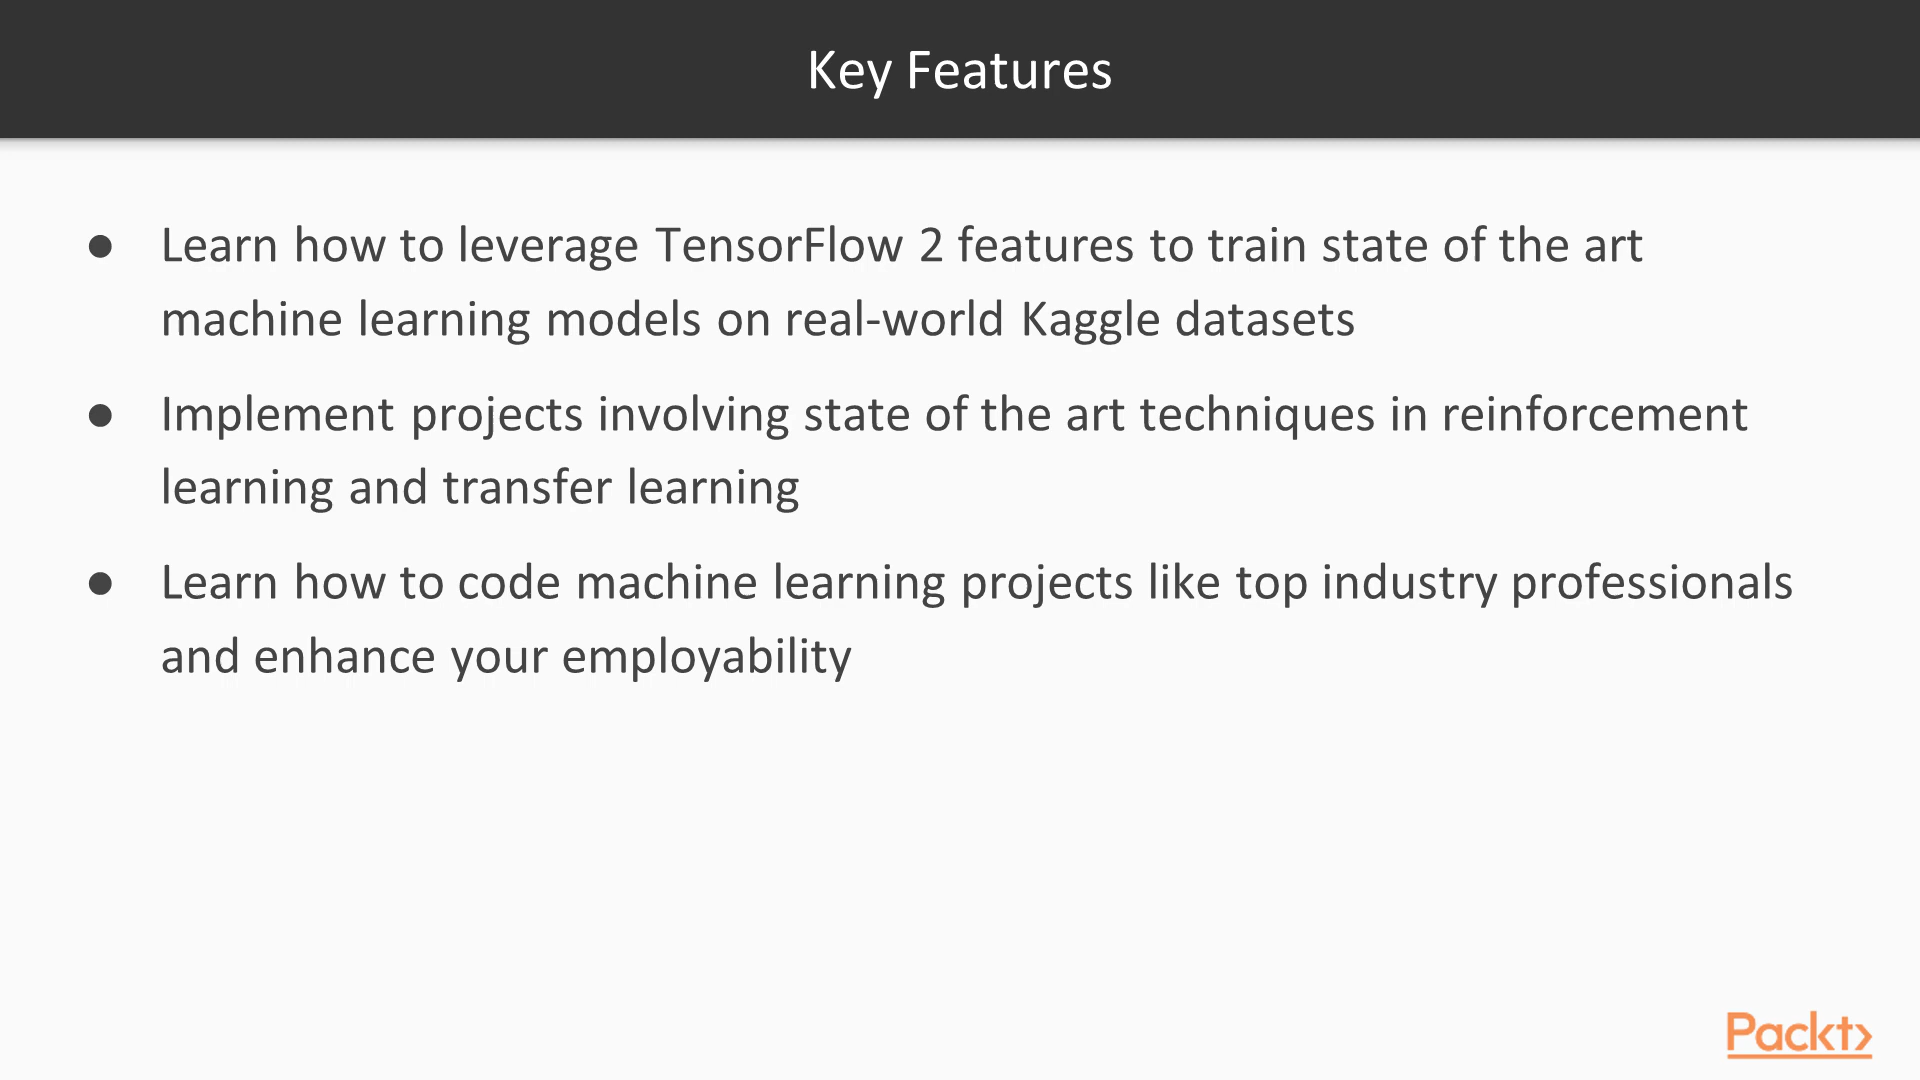 Key Features
● Learn how to leverage TensorFlow 2 features to train state of the art
machine learning models on real-world Kaggle datasets
● Implement projects involving state of the art techniques in reinforcement
learning and transfer learning
● Learn how to code machine learning projects like top industry professionals
and enhance your employability
Packt>